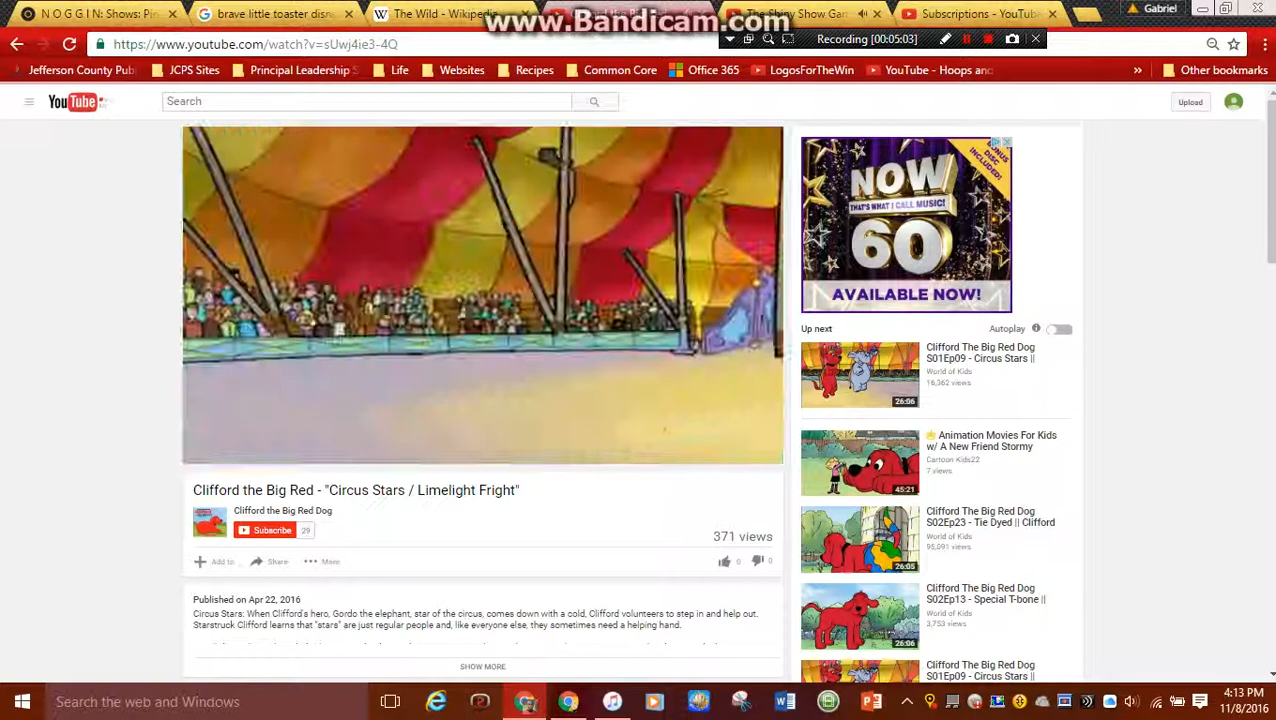 N O G G I N: Shows: Pin
brave little toaster disn
The Wild - Wikipedia
The Shiny Show Gam
Subscriptions - YouTub
Gabriel
www.Bandicam.com
Recording [00:05:03]
https://www.youtube.com/watch?v=sUwj4ie3-4Q
Jefferson County Pub
JCPS Sites
Principal Leadership S
Life
Websites
Recipes
Common Core
Office 365
LogosForTheWin
YouTube - Hoops and
»
Other bookmarks
YouTube
Search
Upload
BONUS DISC INCLUDED!
NOW
THAT'S WHAT I CALL MUSIC!
60
AVAILABLE NOW!
Up next
Autoplay
Clifford The Big Red Dog
S01Ep09 - Circus Stars ||
World of Kids
16,362 views
26:06
Animation Movies For Kids
w/ A New Friend Stormy
Cartoon Kids22
7 views
45:21
Clifford The Big Red Dog
S02Ep23 - Tie Dyed || Clifford
World of Kids
95,091 views
26:05
Clifford The Big Red Dog
S02Ep13 - Special T-bone ||
World of Kids
3,753 views
26:06
Clifford The Big Red Dog
S01Ep09 - Circus Stars ||
Clifford the Big Red - "Circus Stars / Limelight Fright"
Clifford the Big Red Dog
Subscribe 29
371 views
Add to
Share
More
0
0
Published on Apr 22, 2016
Circus Stars: When Clifford's hero, Gordo the elephant, star of the circus, comes down with a cold, Clifford volunteers to step in and help out.
Starstruck Clifford learns that "stars" are just regular people and, like everyone else, they sometimes need a helping hand.
SHOW MORE
Search the web and Windows
4:13 PM
11/8/2016